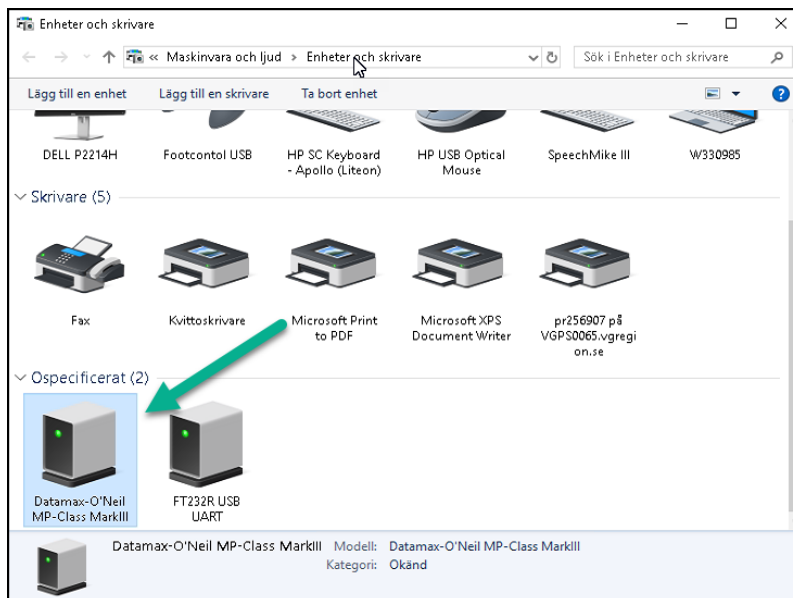 Enheter och skrivare
« Maskinvara och ljud > Enheter och skrivare
Sök i Enheter och skrivare
Lägg till en enhet Lägg till en skrivare Ta bort enhet
DELL P2214H
Footcontol USB
HP SC Keyboard
- Apollo (Liteon)
HP USB Optical
Mouse
SpeechMike III
W330985
Skrivare (5)
Fax
Kvittoskrivare
Microsoft Print
to PDF
Microsoft XPS
Document Writer
pr256907 på
VGPS0065.vgregi
on.se
Ospecificerat (2)
Datamax-O'Neil
MP-Class MarkIII
FT232R USB
UART
Datamax-O'Neil MP-Class MarkIII Modell: Datamax-O'Neil MP-Class MarkIII
Kategori: Okänd